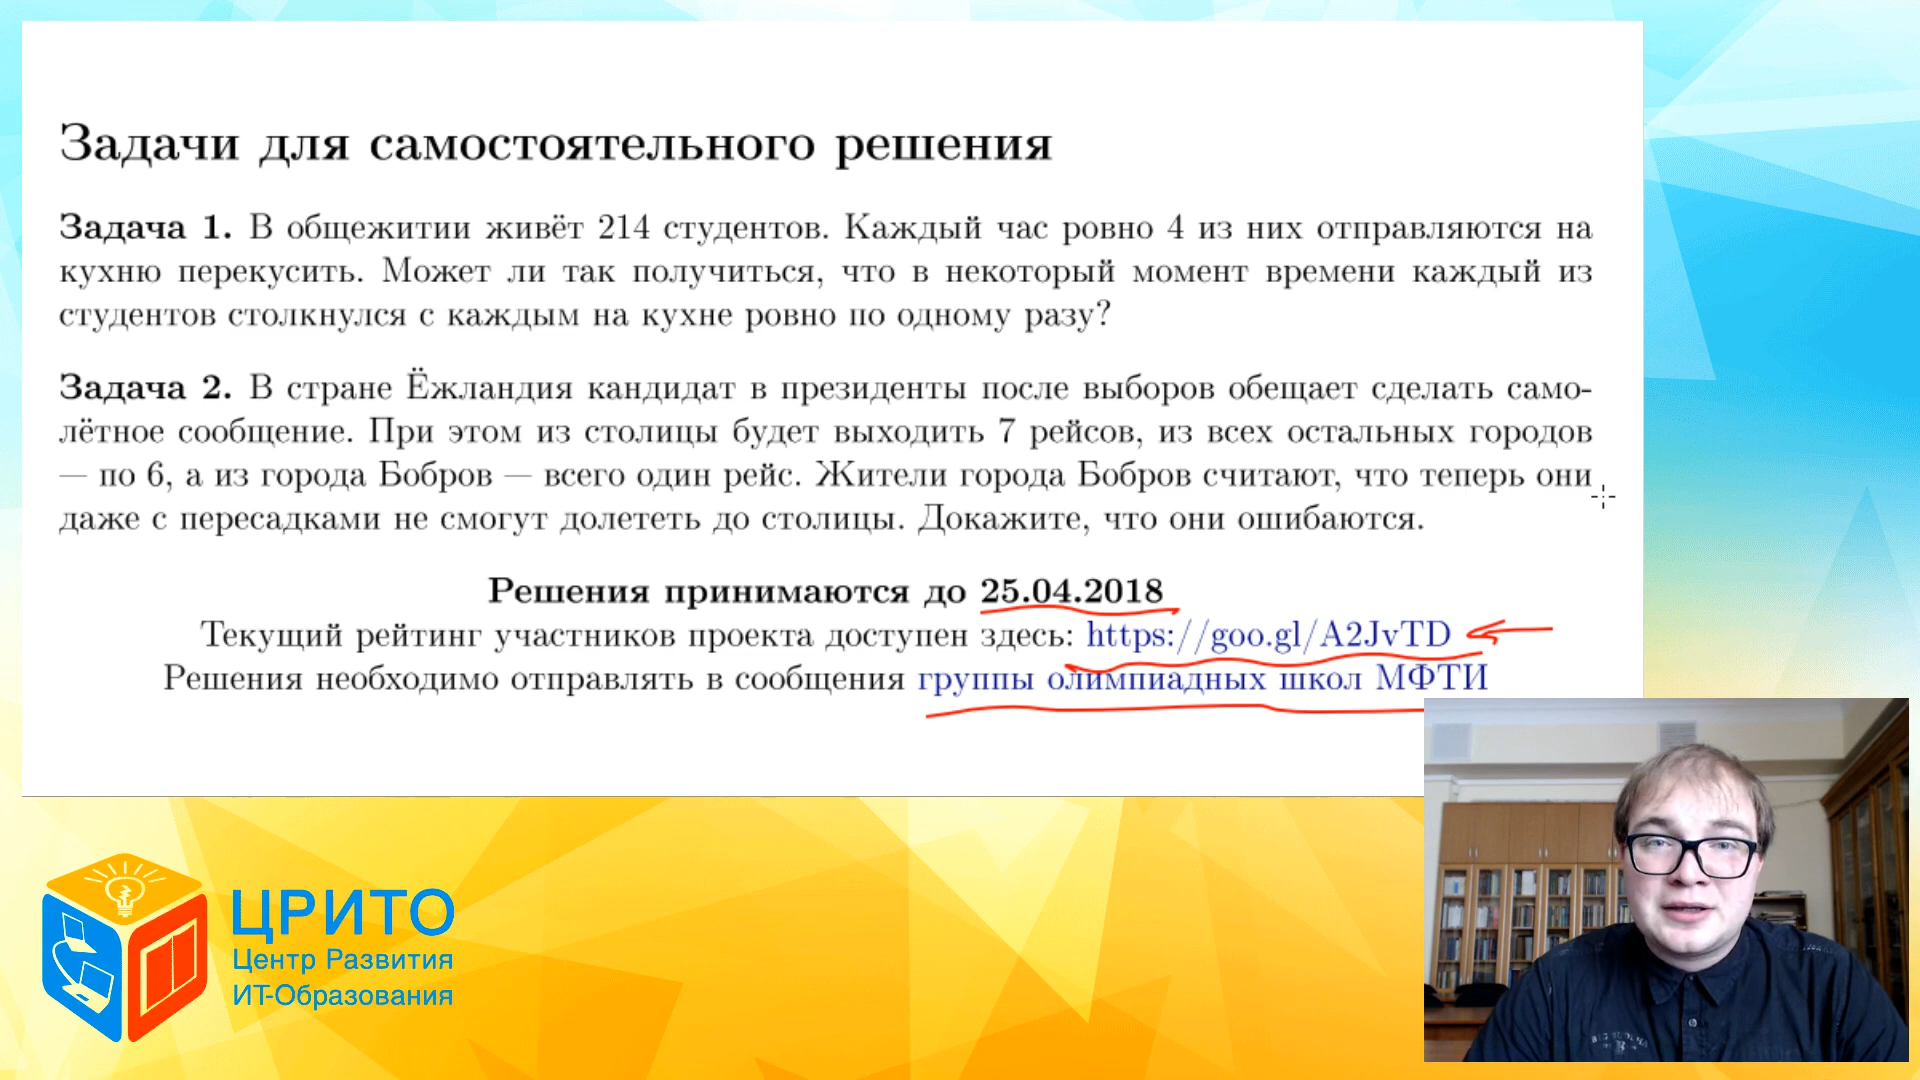 Задачи для самостоятельного решения
Задача 1. В общежитии живёт 214 студентов. Каждый час ровно 4 из них отправляются на
кухню перекусить. Может ли так получиться, что в некоторый момент времени каждый из
студентов столкнулся с каждым на кухне ровно по одному разу?
Задача 2. В стране Ёжландия кандидат в президенты после выборов обещает сделать само-
лётное сообщение. При этом из столицы будет выходить 7 рейсов, из всех остальных городов
— по 6, а из города Бобров — всего один рейс. Жители города Бобров считают, что теперь они
даже с пересадками не смогут долететь до столицы. Докажите, что они ошибаются.
Решения принимаются до 25.04.2018
Текущий рейтинг участников проекта доступен здесь: https://goo.gl/A2JvTD
Решения необходимо отправлять в сообщения группы олимпиадных школ МФТИ
ЦРИТО
Центр Развития
ИТ-Образования